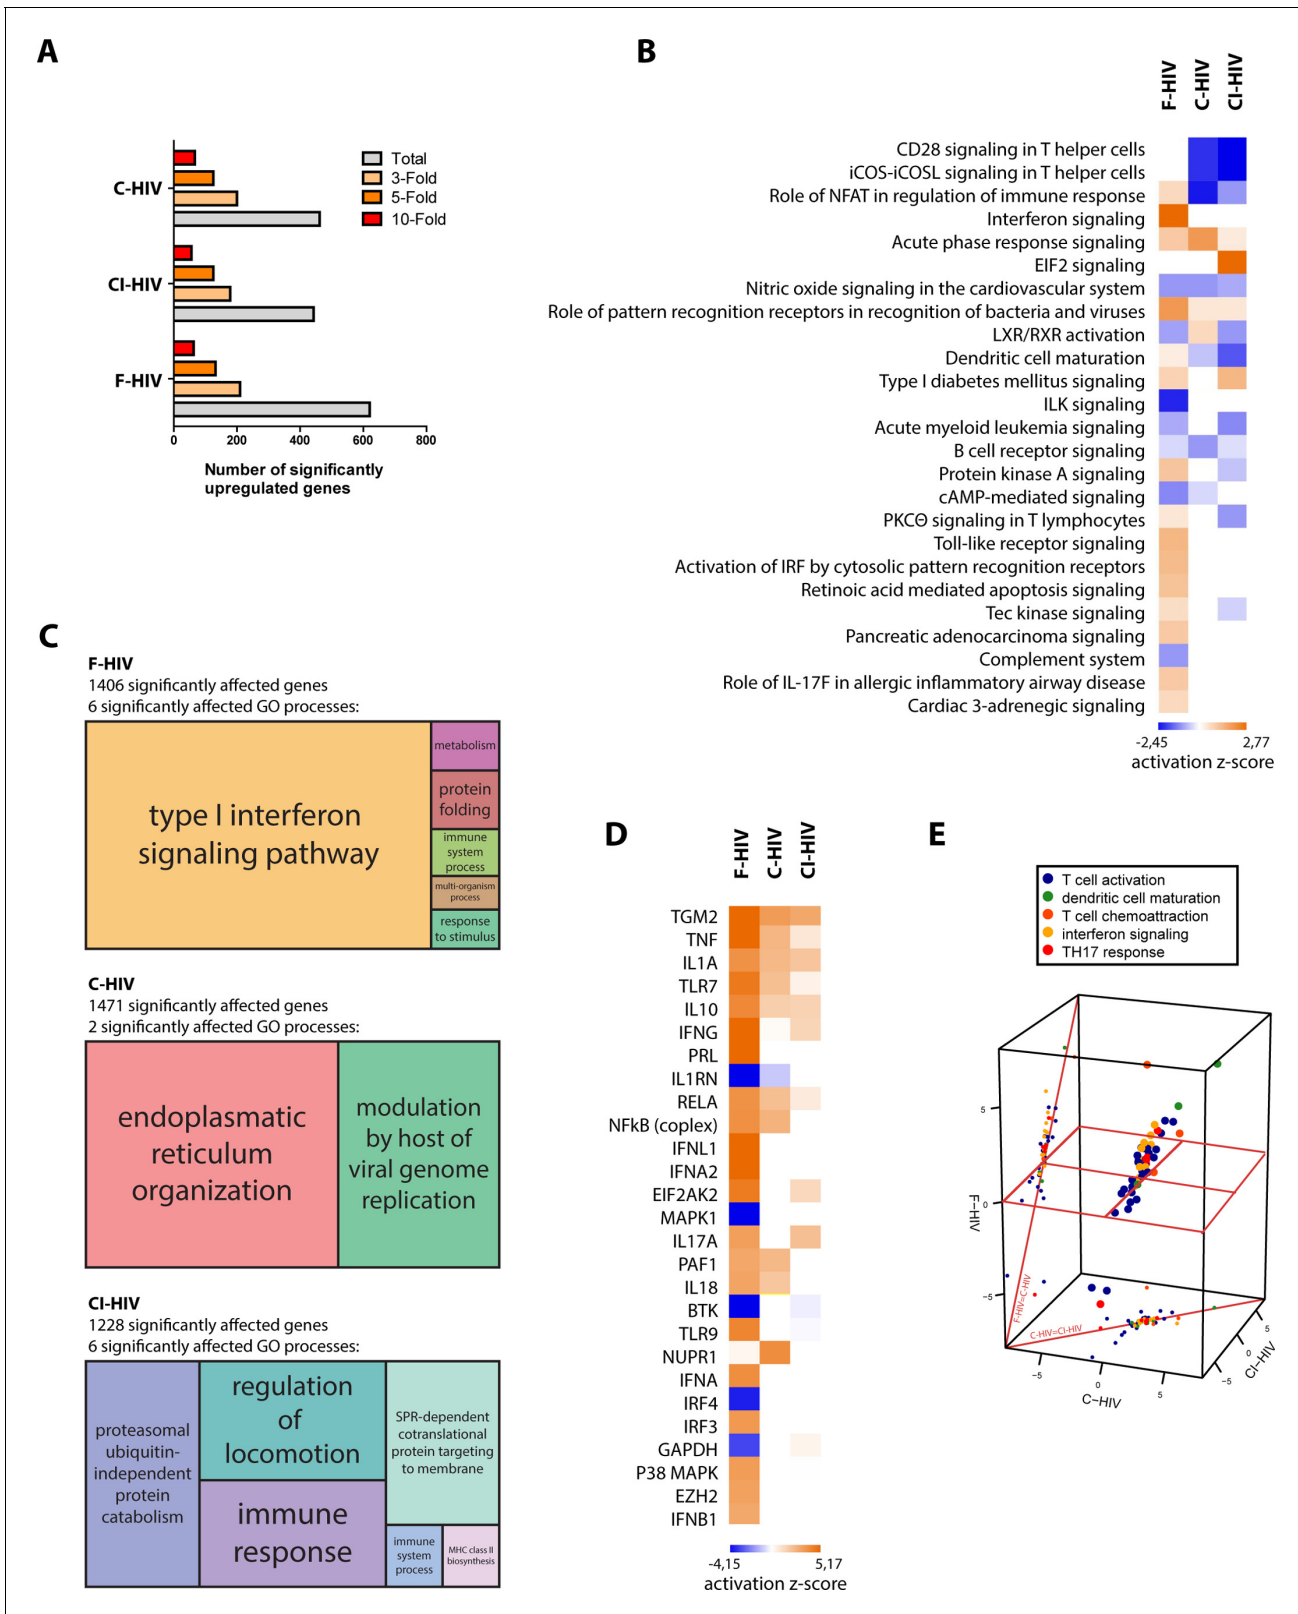 A
C-HIV
CI-HIV
F-HIV
Total
3-Fold
5-Fold
10-Fold
0 200 400 600 800
Number of significantly
upregulated genes
B
F-HIV
C-HIV
CI-HIV
CD28 signaling in T helper cells
iCOS-iCOSL signaling in T helper cells
Role of NFAT in regulation of immune response
Interferon signaling
Acute phase response signaling
EIF2 signaling
Nitric oxide signaling in the cardiovascular system
Role of pattern recognition receptors in recognition of bacteria and viruses
LXR/RXR activation
Dendritic cell maturation
Type I diabetes mellitus signaling
ILK signaling
Acute myeloid leukemia signaling
B cell receptor signaling
Protein kinase A signaling
cAMP-mediated signaling
PKCΘ signaling in T lymphocytes
Toll-like receptor signaling
Activation of IRF by cytosolic pattern recognition receptors
Retinoic acid mediated apoptosis signaling
Tec kinase signaling
Pancreatic adenocarcinoma signaling
Complement system
Role of IL-17F in allergic inflammatory airway disease
Cardiac 3-adrenegic signaling
-2,45 2,77
activation z-score
C
F-HIV
1406 significantly affected genes
6 significantly affected GO processes:
type I interferon
signaling pathway
metabolism
protein
folding
immune
system
process
multi-organism
process
response
to stimulus
C-HIV
1471 significantly affected genes
2 significantly affected GO processes:
endoplasmatic
reticulum
organization
modulation
by host of
viral genome
replication
CI-HIV
1228 significantly affected genes
6 significantly affected GO processes:
proteasomal
ubiquitin-
independent
protein
catabolism
regulation
of
locomotion
immune
response
SPR-dependent
cotranslational
protein targeting
to membrane
immune
system
process
MHC class II
biosynthesis
D
F-HIV
C-HIV
CI-HIV
TGM2
TNF
IL1A
TLR7
IL10
IFNG
PRL
IL1RN
RELA
NFkB (coplex)
IFNL1
IFNA2
EIF2AK2
MAPK1
IL17A
PAF1
IL18
BTK
TLR9
NUPR1
IFNA
IRF4
IRF3
GAPDH
P38 MAPK
EZH2
IFNB1
-4,15 5,17
activation z-score
E
T cell activation
dendritic cell maturation
T cell chemoattraction
interferon signaling
TH17 response
5
0
−5
F−HIV
F-HIV=C-HIV
C-HIV=CI-HIV
−5
0
5
C−HIV
−5
0
5
CI−HIV